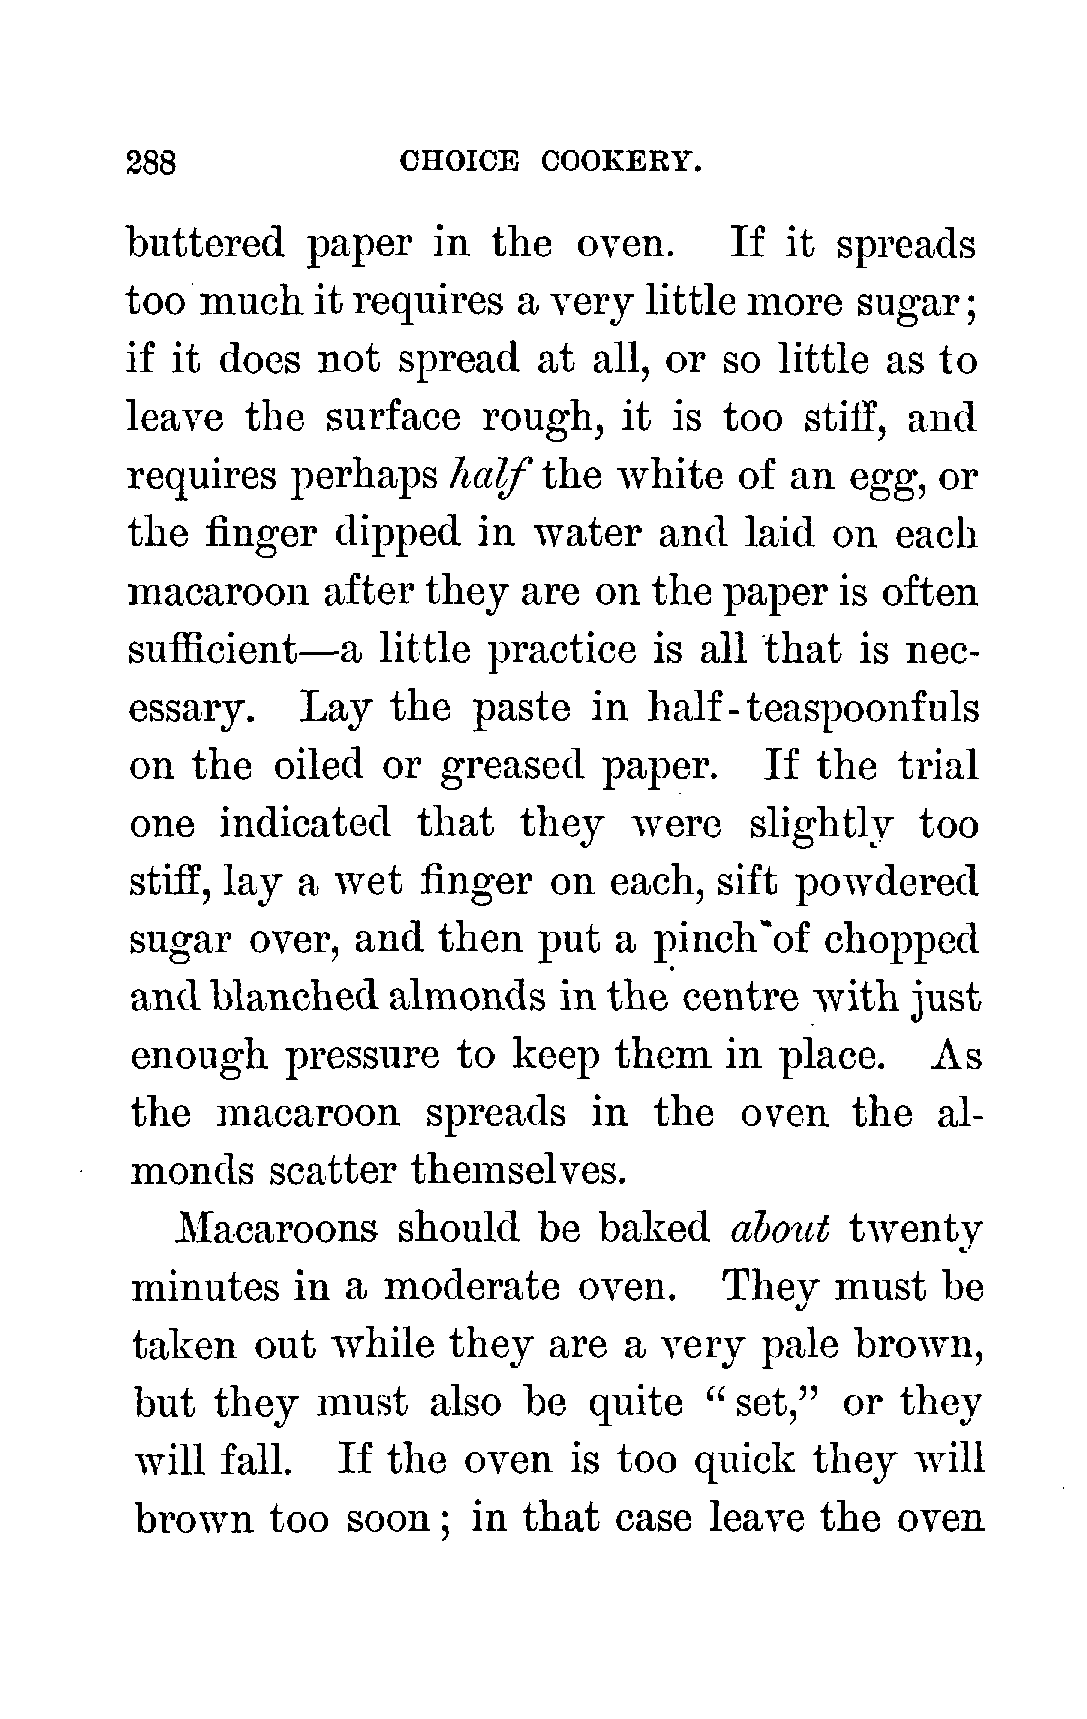 288 CHOICE COOKERY.
buttered paper in the oven. If it spreads
too much it requires a very little more sugar;
if it does not spread at all, or so little as to
leave the surface rough, it is too stiff, and
requires perhaps half the white of an egg, or
the finger dipped in water and laid on each
macaroon after they are on the paper is often
sufficient—a little practice is all that is nec-
essary. Lay the paste in half-teaspoonfuls
on the oiled or greased paper. If the trial
one indicated that they were slightly too
stiff, lay a wet finger on each, sift powdered
sugar over, and then put a pinch of chopped
and blanched almonds in the centre with just
enough pressure to keep them in place. As
the macaroon spreads in the oven the al-
monds scatter themselves.
Macaroons should be baked about twenty
minutes in a moderate oven. They must be
taken out while they are a very pale brown,
but they must also be quite “set,” or they
will fall. If the oven is too quick they will
brown too soon; in that case leave the oven